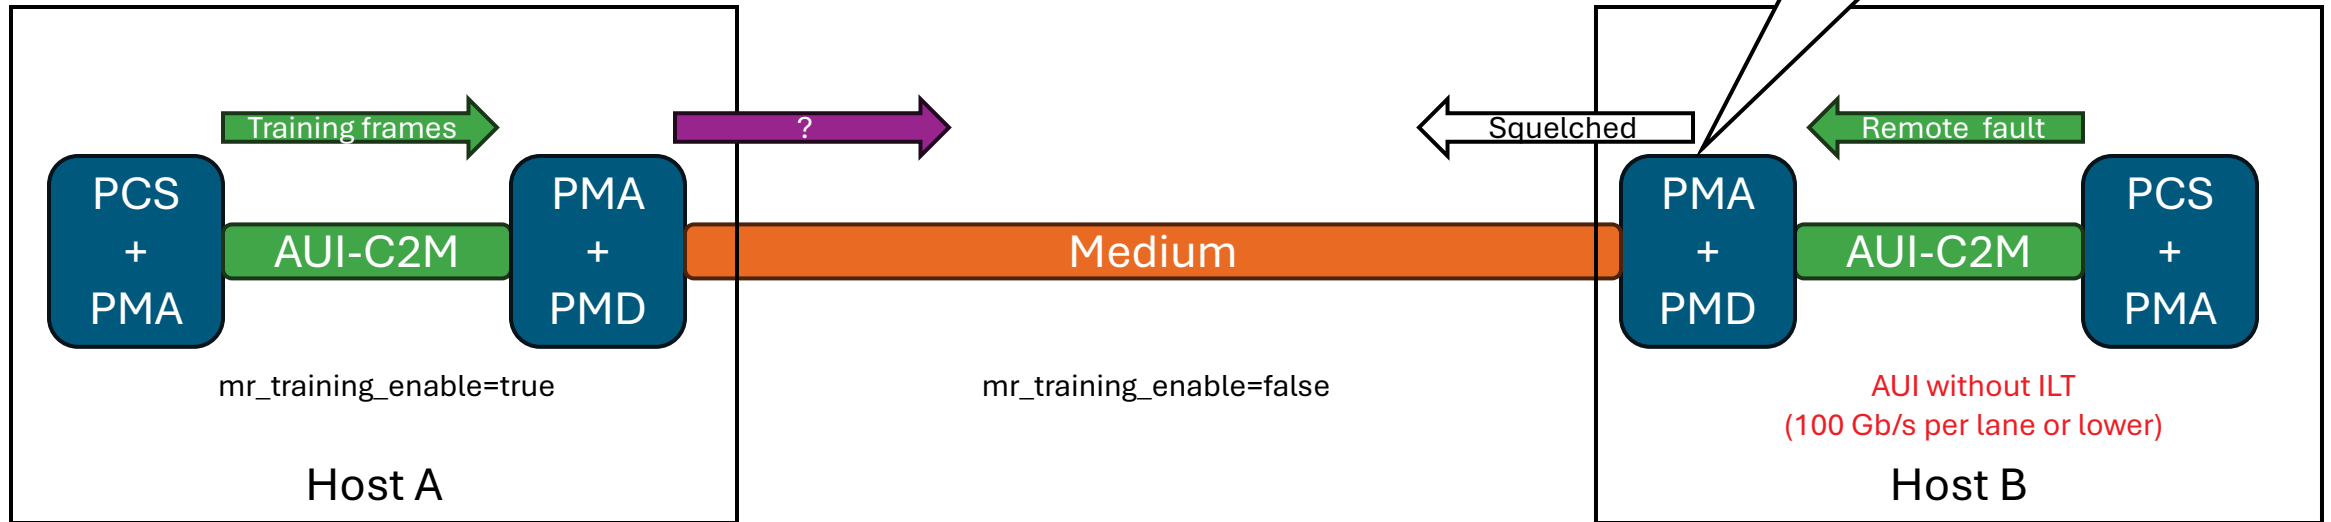 Training frames
?
Squelched
Remote fault
PCS
+
PMA
AUI-C2M
PMA
+
PMD
Medium
PMA
+
PMD
AUI-C2M
PCS
+
PMA
mr_training_enable=true
mr_training_enable=false
AUI without ILT
(100 Gb/s per lane or lower)
Host A
Host B